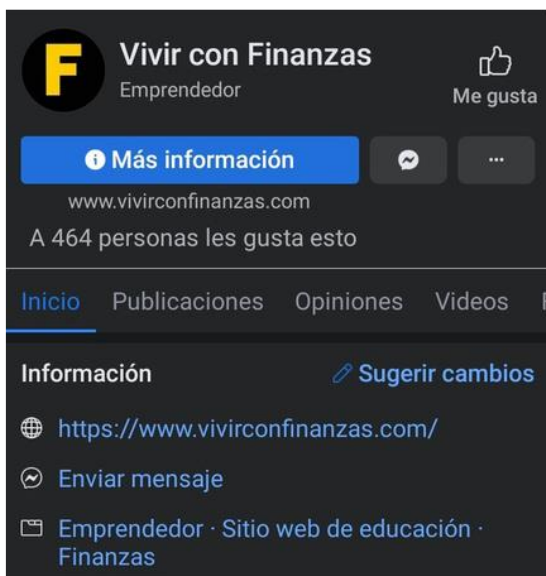 F
Vivir con Finanzas
Emprendedor
Me gusta
Más información
www.vivirconfinanzas.com
A 464 personas les gusta esto
Inicio Publicaciones Opiniones Videos
Información Sugerir cambios
https://www.vivirconfinanzas.com/
Enviar mensaje
Emprendedor · Sitio web de educación ·
Finanzas